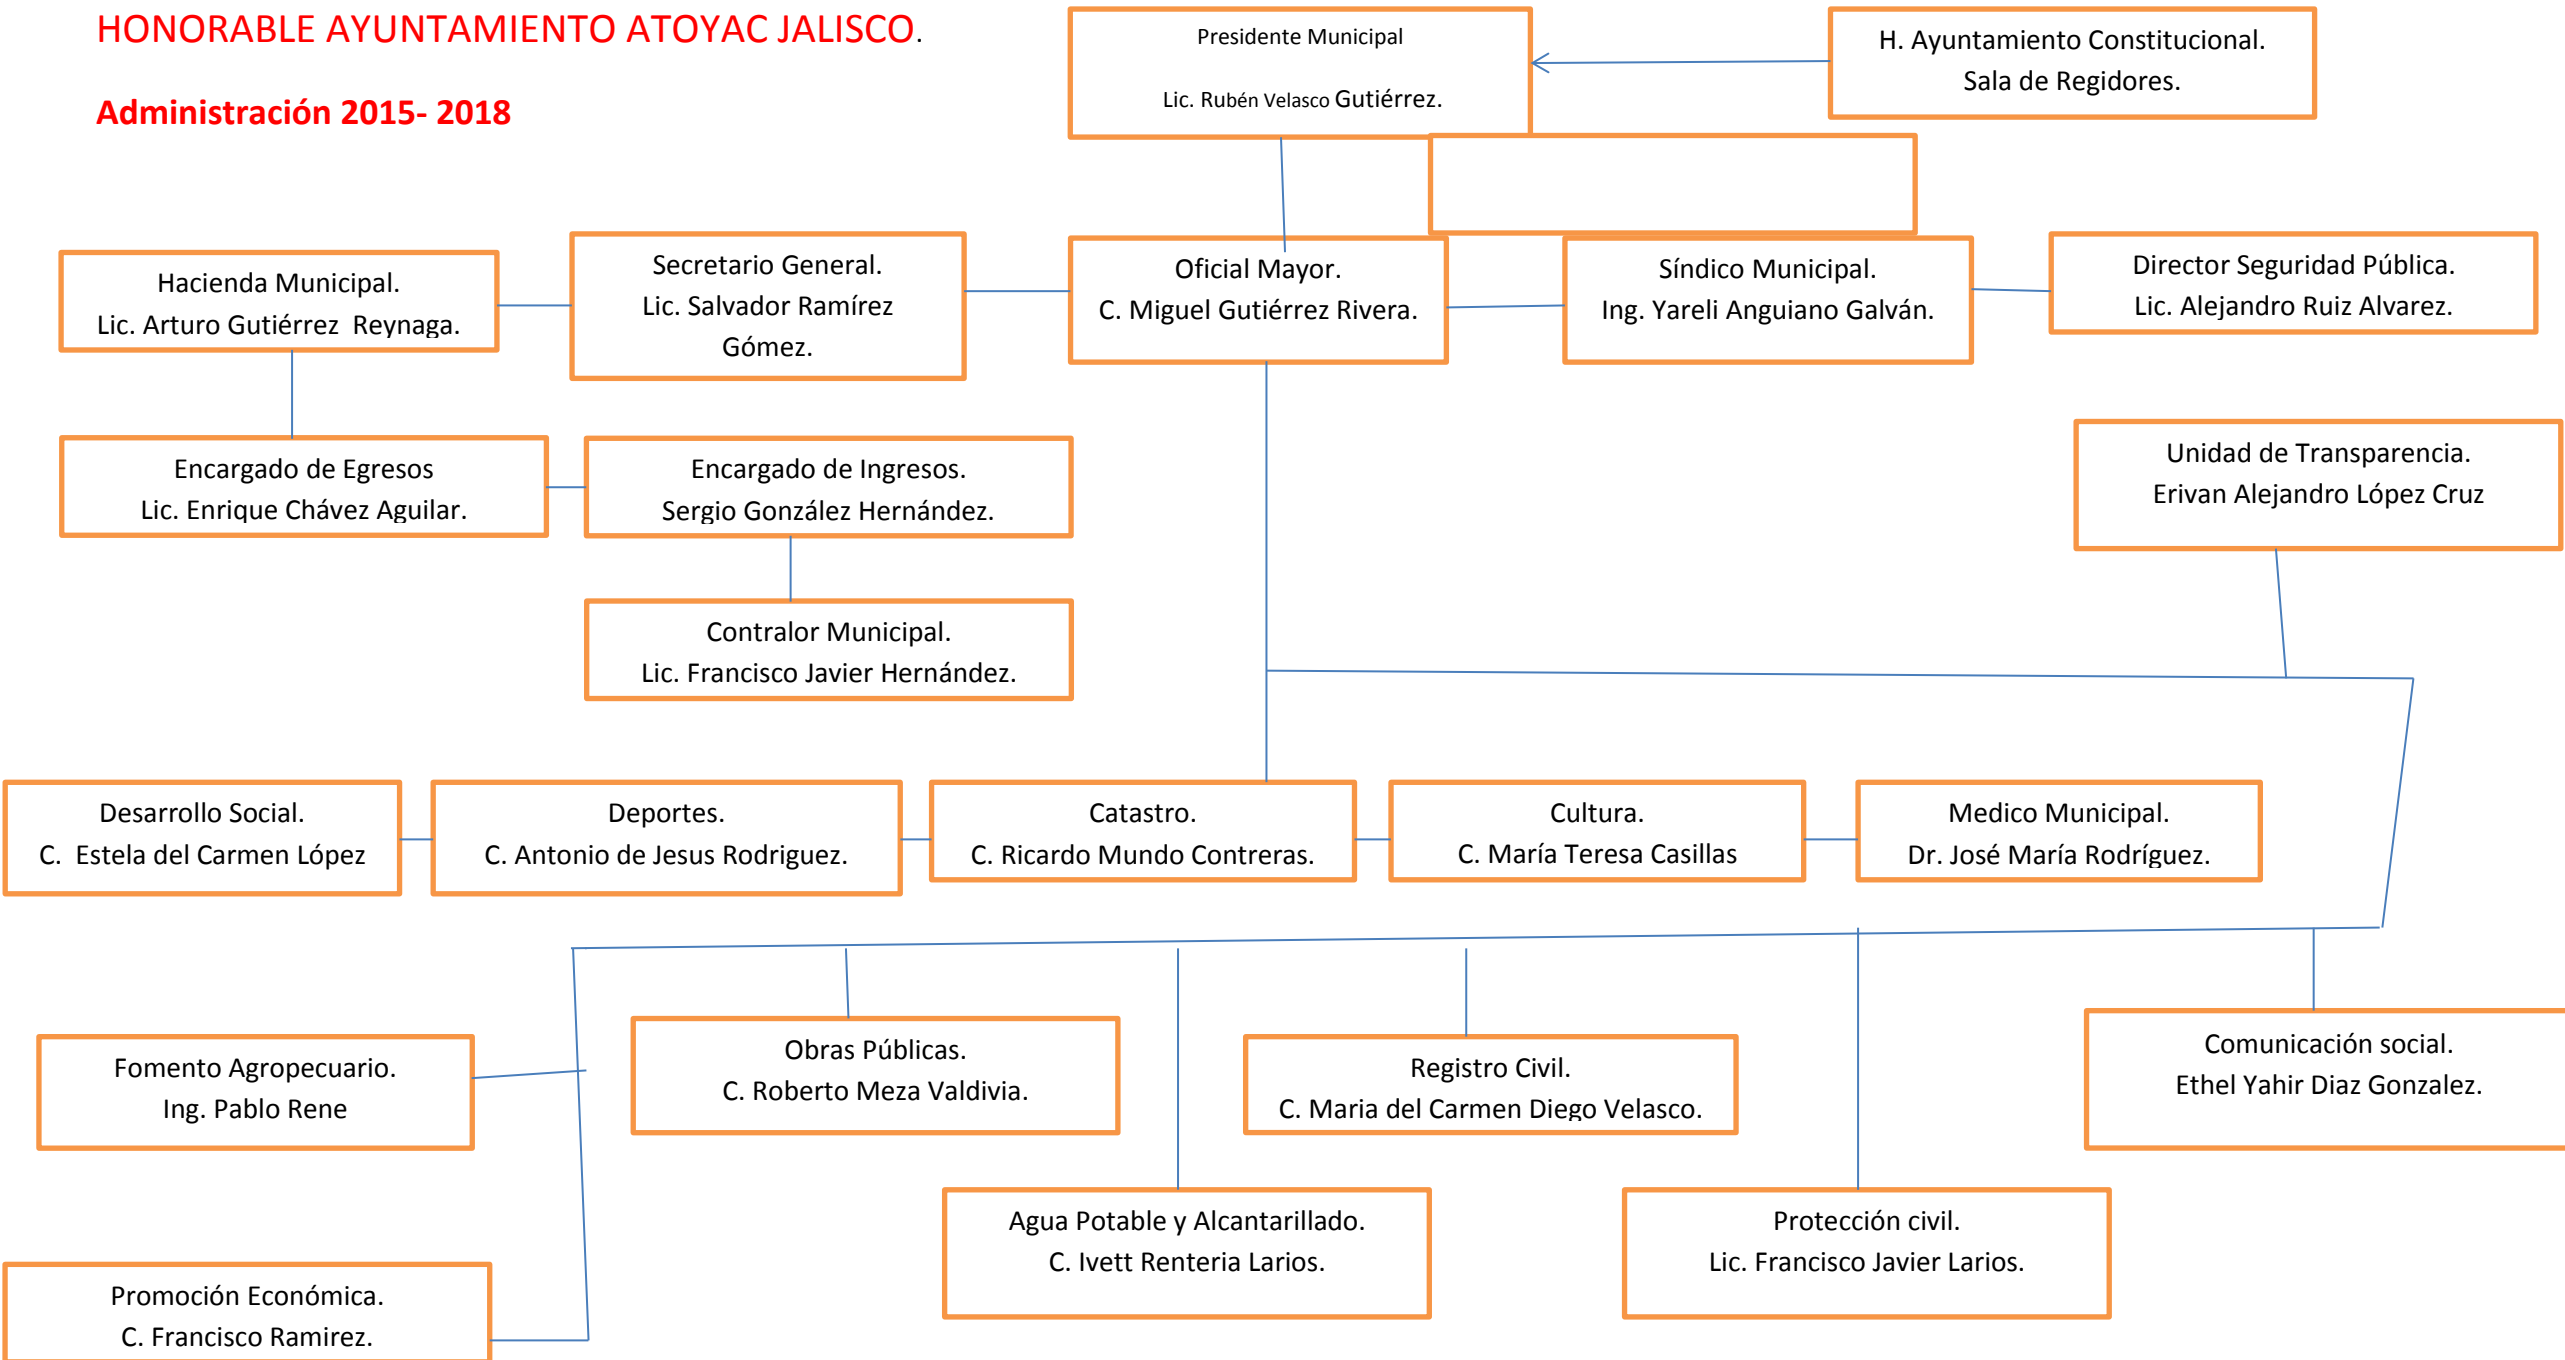 HONORABLE AYUNTAMIENTO ATOYAC JALISCO.
Administración 2015- 2018
Presidente Municipal
Lic. Rubén Velasco Gutiérrez.
H. Ayuntamiento Constitucional.
Sala de Regidores.
Hacienda Municipal.
Lic. Arturo Gutiérrez  Reynaga.
Secretario General.
Lic. Salvador Ramírez
Gómez.
Oficial Mayor.
C. Miguel Gutiérrez Rivera.
Síndico Municipal.
Ing. Yareli Anguiano Galván.
Director Seguridad Pública.
Lic. Alejandro Ruiz Alvarez.
Encargado de Egresos
Lic. Enrique Chávez Aguilar.
Encargado de Ingresos.
Sergio González Hernández.
Unidad de Transparencia.
Erivan Alejandro López Cruz
Contralor Municipal.
Lic. Francisco Javier Hernández.
Desarrollo Social.
C.  Estela del Carmen López
Deportes.
C. Antonio de Jesus Rodriguez.
Catastro.
C. Ricardo Mundo Contreras.
Cultura.
C. María Teresa Casillas
Medico Municipal.
Dr. José María Rodríguez.
Fomento Agropecuario.
Ing. Pablo Rene
Obras Públicas.
C. Roberto Meza Valdivia.
Registro Civil.
C. Maria del Carmen Diego Velasco.
Comunicación social.
Ethel Yahir Diaz Gonzalez.
Agua Potable y Alcantarillado.
C. Ivett Renteria Larios.
Protección civil.
Lic. Francisco Javier Larios.
Promoción Económica.
C. Francisco Ramirez.